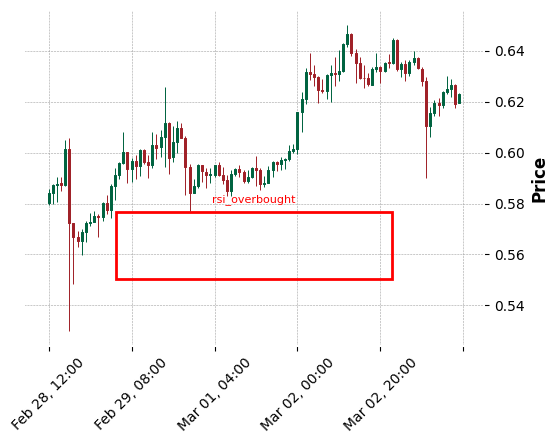 0.64
0.62
0.60
rsi_overbought
0.58
0.56
0.54
Price
Feb 28, 12:00
Feb 29, 08:00
Mar 01, 04:00
Mar 02, 00:00
Mar 02, 20:00